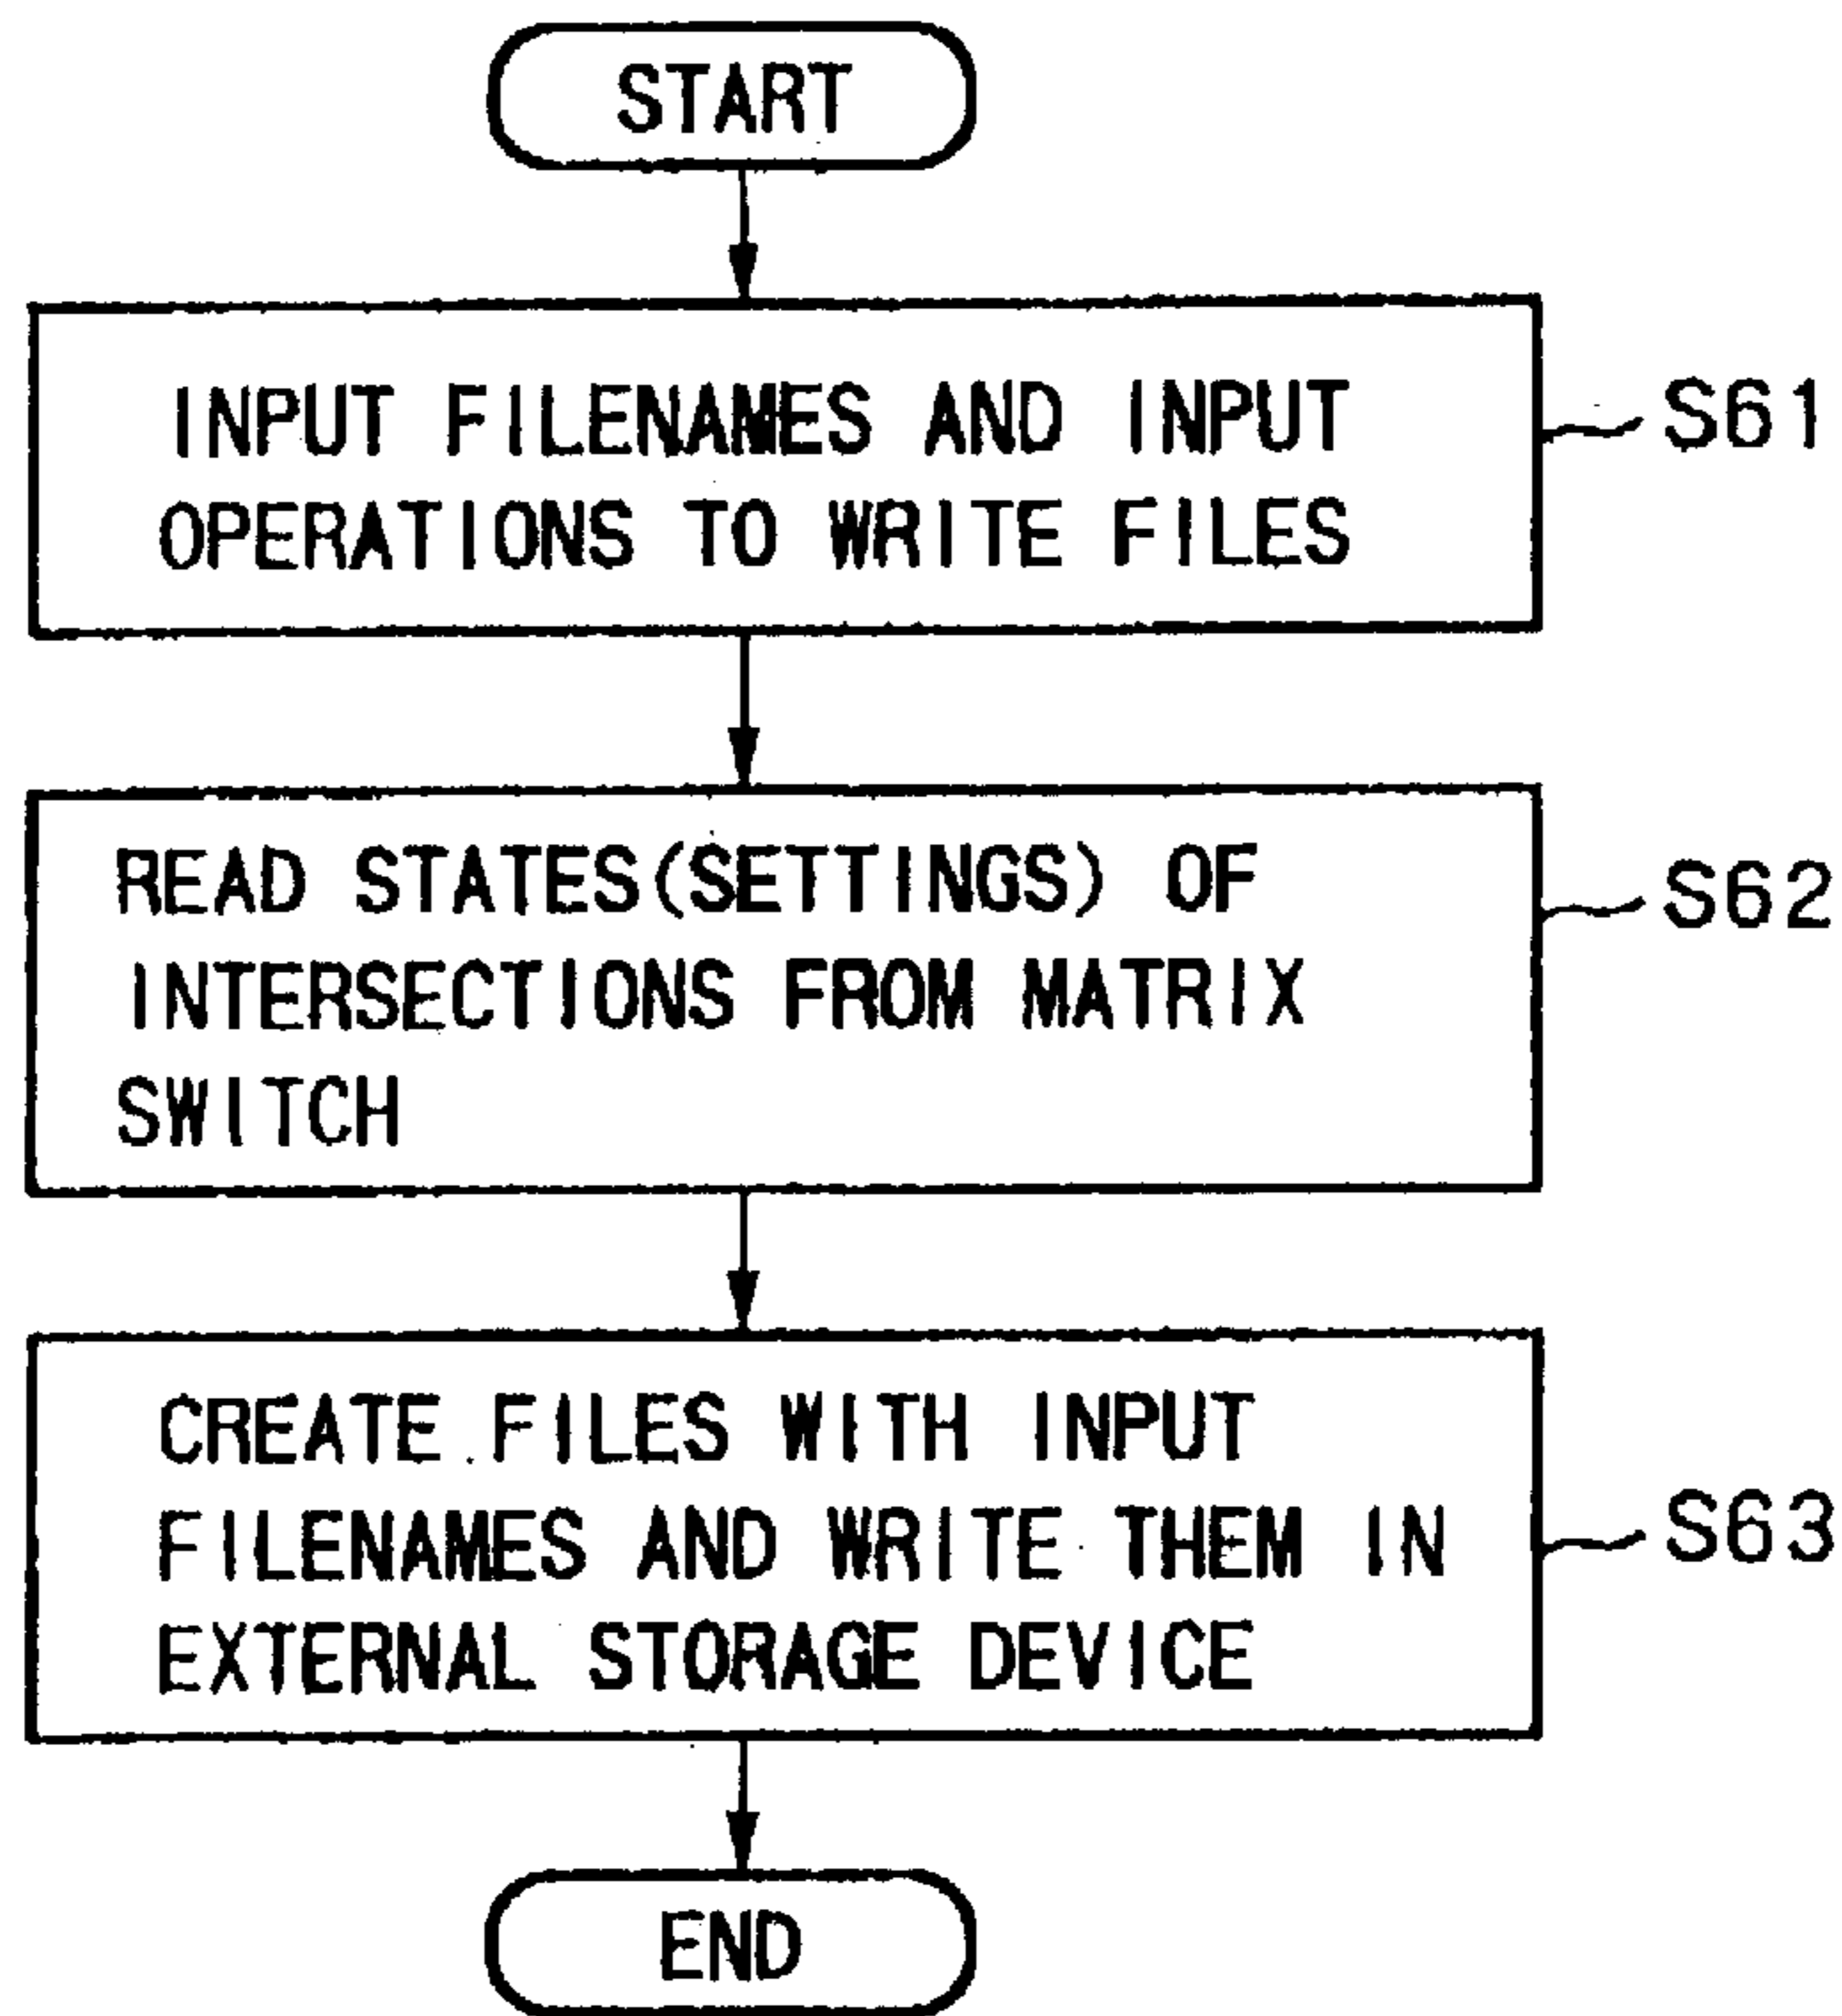 START
INPUT FILENAMES AND INPUT
OPERATIONS TO WRITE FILES
S61
READ STATES(SETTINGS) OF
INTERSECTIONS FROM MATRIX
SWITCH
S62
CREATE FILES WITH INPUT
FILENAMES AND WRITE THEM IN
EXTERNAL STORAGE DEVICE
S63
END